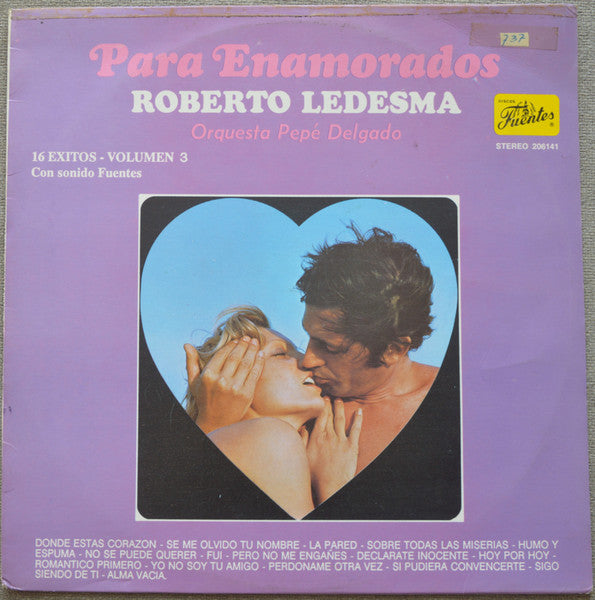 737
Para Enamorados
ROBERTO LEDESMA
Orquesta Pepé Delgado
DISCOS
Fuentes
®
STEREO 206141
16 EXITOS - VOLUMEN 3
Con sonido Fuentes
DONDE ESTAS CORAZON - SE ME OLVIDO TU NOMBRE - LA PARED - SOBRE TODAS LAS MISERIAS - HUMO Y
ESPUMA - NO SE PUEDE QUERER - FUI - PERO NO ME ENGAÑES - DECLARATE INOCENTE - HOY POR HOY -
ROMANTICO PRIMERO - YO NO SOY TU AMIGO - PERDONAME OTRA VEZ - SI PUDIERA CONVENCERTE - SIGO
SIENDO DE TI - ALMA VACIA.